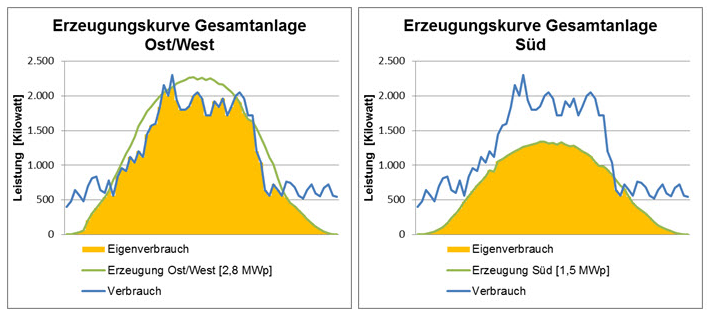 Erzeugungskurve Gesamtanlage
Ost/West
Leistung [Kilowatt]
2.500
2.000
1.500
1.000
500
0
Eigenverbrauch
Erzeugung Ost/West [2,8 MWp]
Verbrauch
Erzeugungskurve Gesamtanlage
Süd
Leistung [Kilowatt]
2.500
2.000
1.500
1.000
500
0
Eigenverbrauch
Erzeugung Süd [1,5 MWp]
Verbrauch